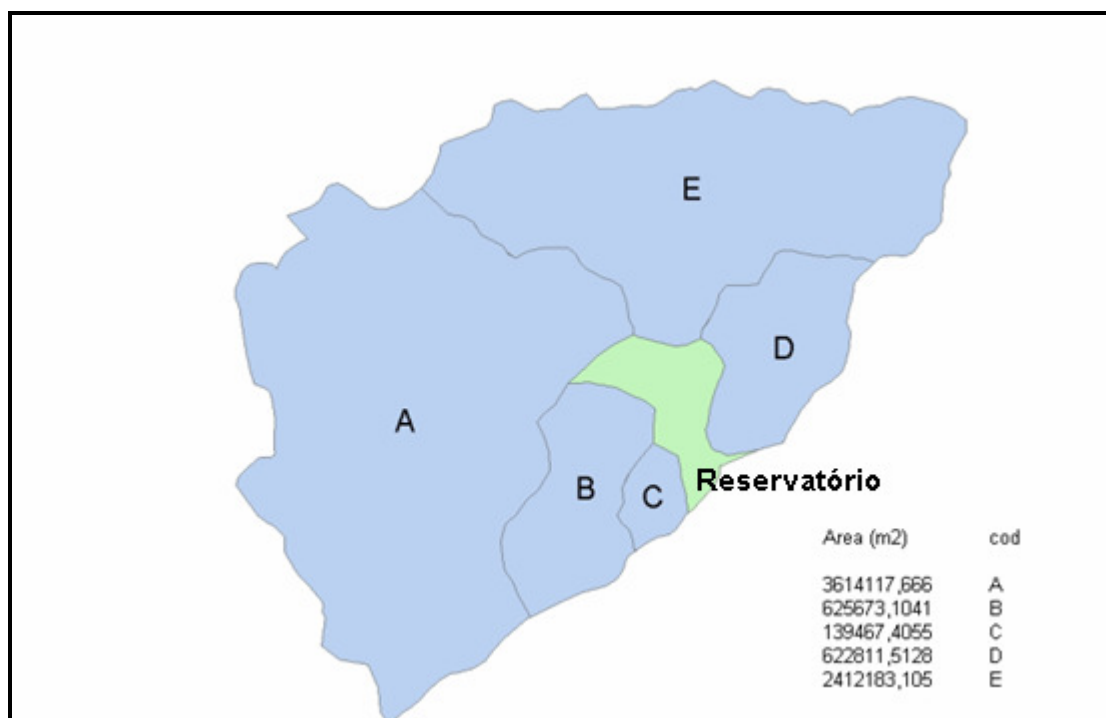 E
D
A
B
C
Reservatório
Area (m2) cod
3614117,666 A
625673,1041 B
139467,4055 C
622811,5128 D
2412183,105 E